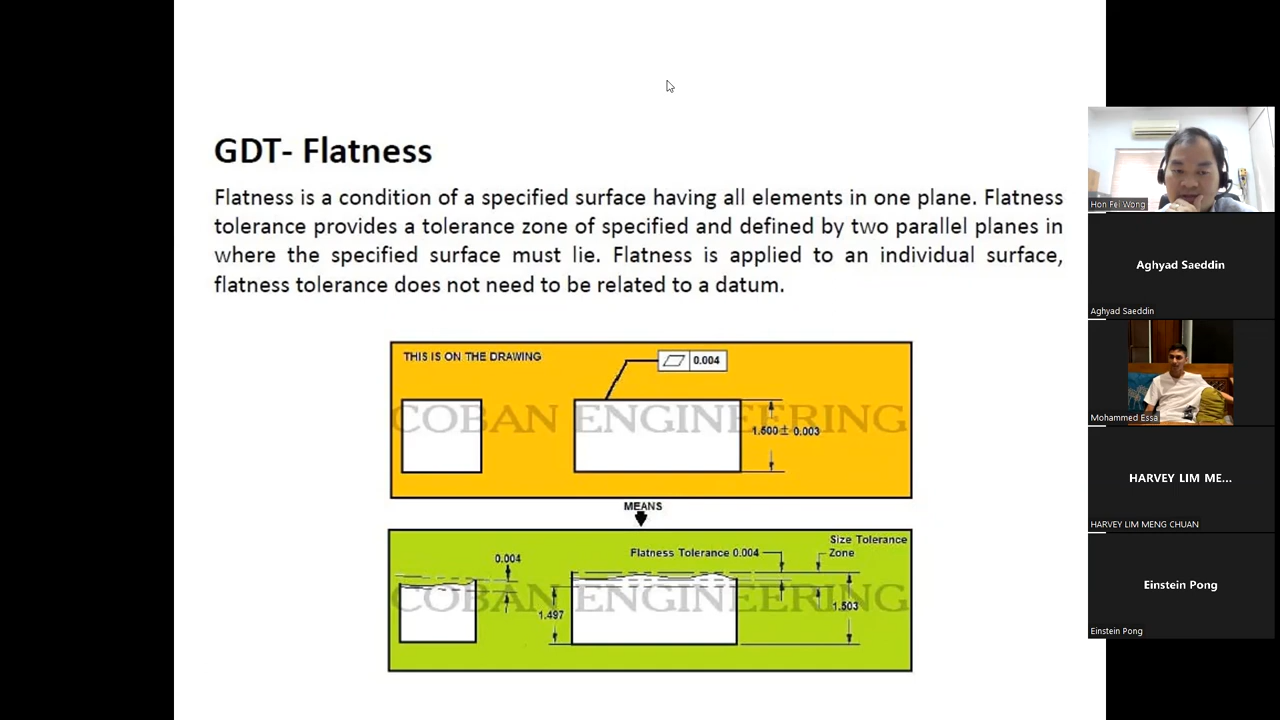 GDT- Flatness
Flatness is a condition of a specified surface having all elements in one plane. Flatness
tolerance provides a tolerance zone of specified and defined by two parallel planes in
where the specified surface must lie. Flatness is applied to an individual surface,
flatness tolerance does not need to be related to a datum.
THIS IS ON THE DRAWING
0.004
COBAN ENGINEERING
1.500 ± 0.003
MEANS
Size Tolerance
Zone
Flatness Tolerance 0.004
0.004
COBAN ENGINEERING
1.497
1.503
Hon Fei Wong
Aghyad Saeddin
Aghyad Saeddin
Mohammed Essa
HARVEY LIM ME...
HARVEY LIM MENG CHUAN
Einstein Pong
Einstein Pong